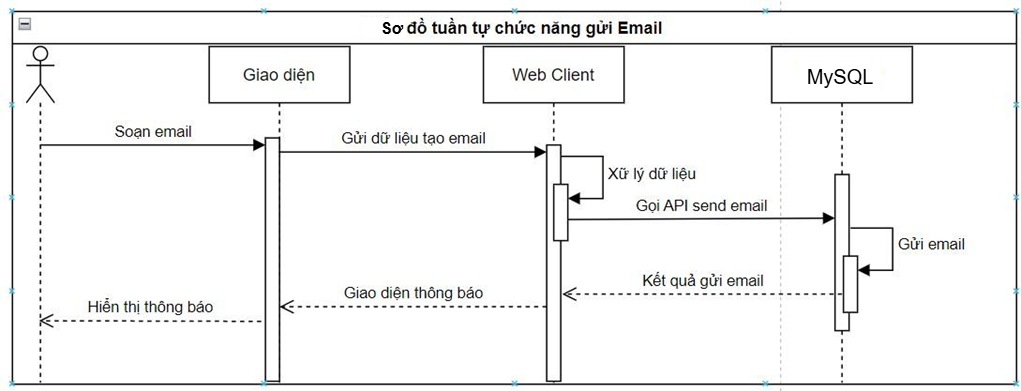 Sơ đồ tuần tự chức năng gửi Email
Giao diện
Web Client
MySQL
Soạn email
Gửi dữ liệu tạo email
Xữ lý dữ liệu
Gọi API send email
Gửi email
Kết quả gửi email
Giao diện thông báo
Hiển thị thông báo